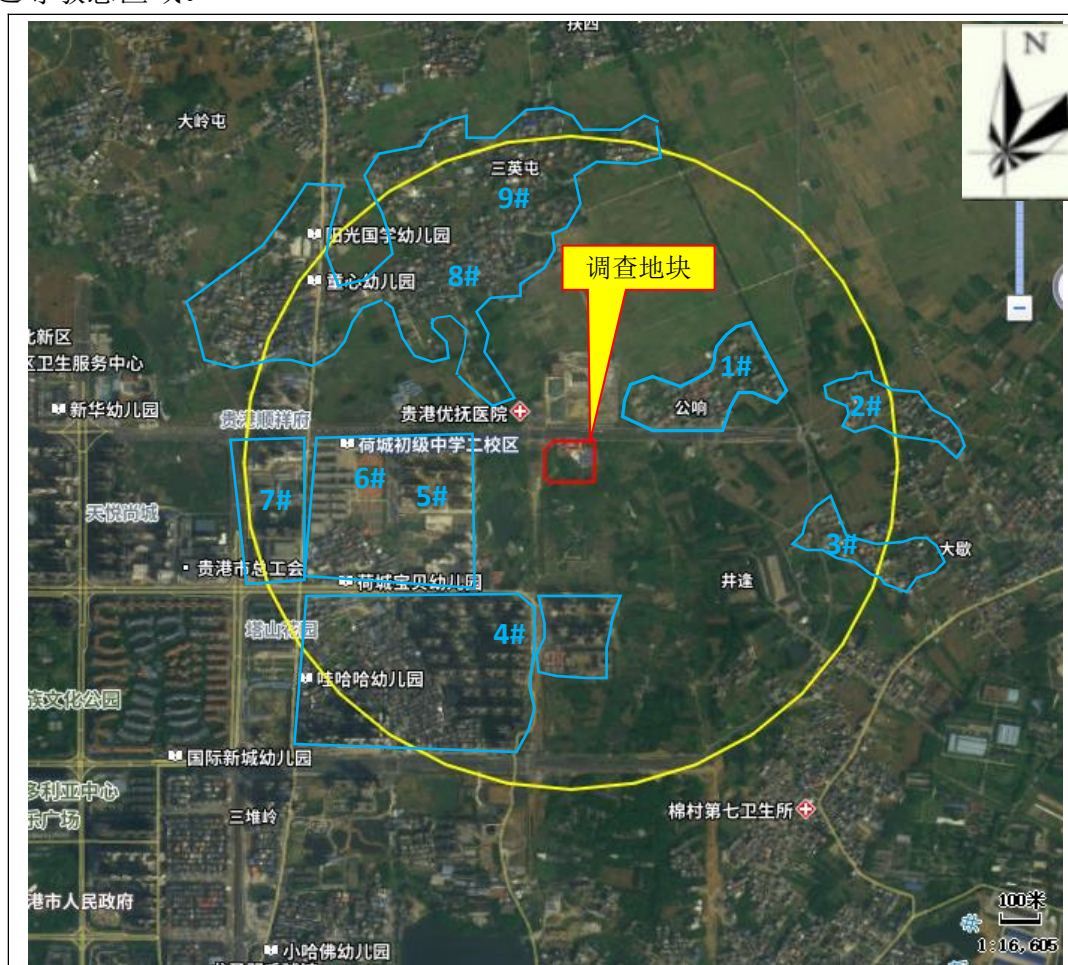 扶四
N
大岭屯
三英屯
9#
阳光国学幼儿园
童心幼儿园
8#
调查地块
北新区
区卫生服务中心
1#
新华幼儿园
贵港顺祥府
贵港优抚医院
公响
2#
荷城初级中学二校区
6#
5#
7#
天悦尚城
3#
大歇
贵港市总工会
荷城宝贝幼儿园
井逢
塔山花园
4#
哇哈哈幼儿园
族文化公园
国际新城幼儿园
多利亚中心
乐广场
三堆岭
棉村第七卫生所
港市人民政府
100米
1:16,605
小哈佛幼儿园